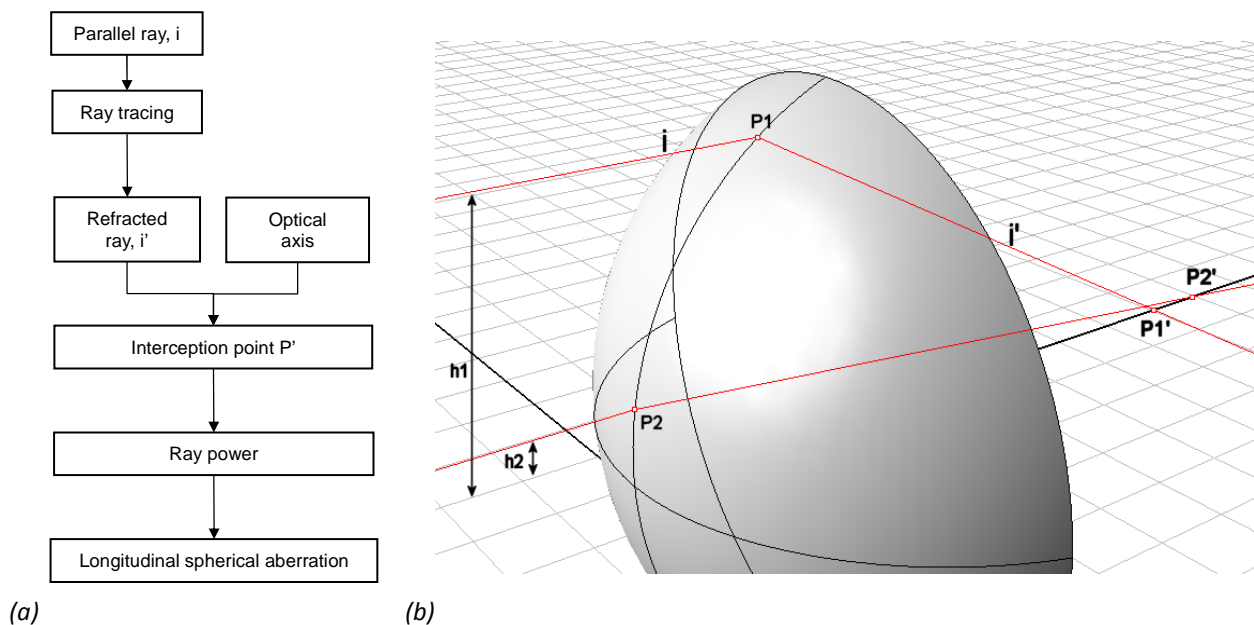 Parallel ray, i
Ray tracing
Refracted
ray, i’
Optical
axis
Interception point P’
Ray power
Longitudinal spherical aberration
(a)
i
P1
i'
P2'
P1'
h1
P2
h2
(b)